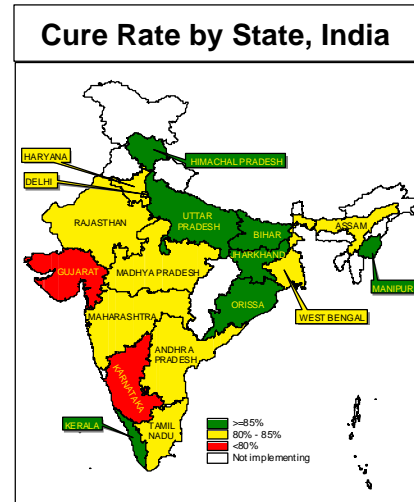 Cure Rate by State, India
HARYANA
HIMACHAL PRADESH
DELHI
RAJASTHAN
UTTAR
PRADESH
BIHAR
ASSAM
JHARKHAND
GUJARAT
MADHYA PRADESH
MANIPUR
ORISSA
WEST BENGAL
MAHARASHTRA
ANDHRA
PRADESH
KARNATAKA
KERALA
TAMIL
NADU
>=85%
80% - 85%
<80%
Not implementing